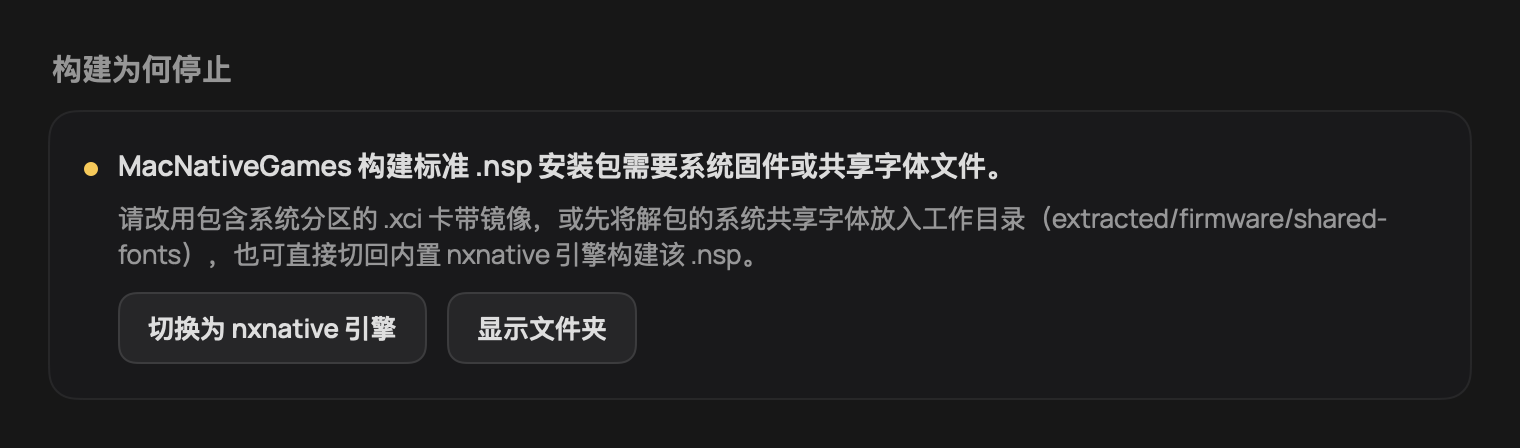 构建为何停止
MacNativeGames 构建标准 .nsp 安装包需要系统固件或共享字体文件。
请改用包含系统分区的 .xci 卡带镜像，或先将解包的系统共享字体放入工作目录（extracted/firmware/shared-
fonts），也可直接切回内置 nxnative 引擎构建该 .nsp。
切换为 nxnative 引擎
显示文件夹